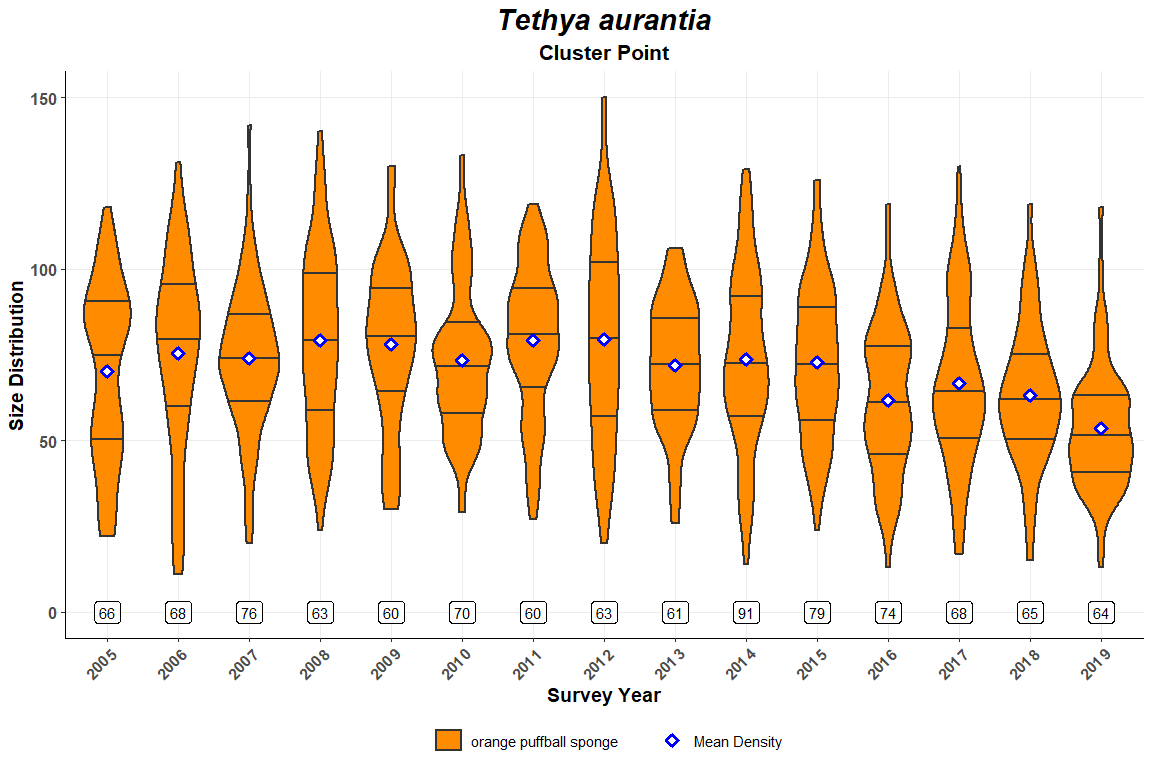 Tethya aurantia
Cluster Point
Size Distribution
150
100
50
0
66 68 76 63 60 70 60 63 61 91 79 74 68 65 64
2005 2006 2007 2008 2009 2010 2011 2012 2013 2014 2015 2016 2017 2018 2019
Survey Year
orange puffball sponge Mean Density